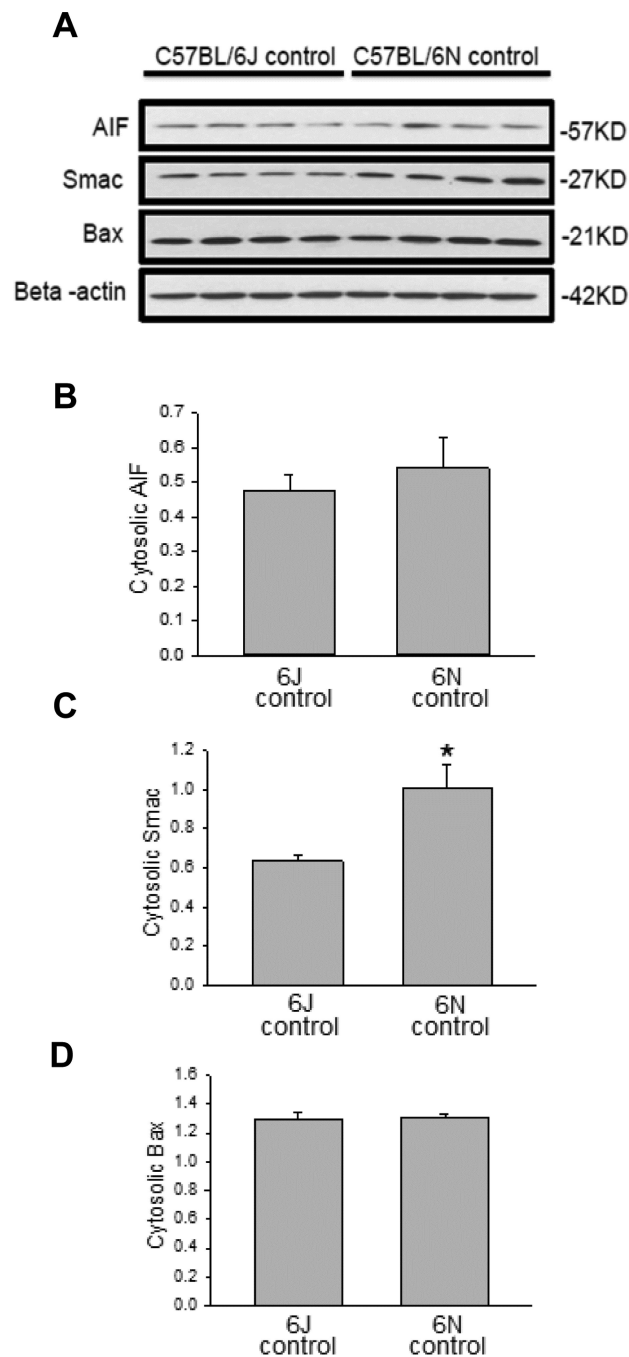 A
C57BL/6J control C57BL/6N control
AIF -57KD
Smac -27KD
Bax -21KD
Beta -actin -42KD
B
Cytosolic AIF
0.7
0.6
0.5
0.4
0.3
0.2
0.1
0.0
6J control
6N control
C
Cytosolic Smac
1.2
1.0
0.8
0.6
0.4
0.2
0.0
*
6J control
6N control
D
Cytosolic Bax
1.6
1.4
1.2
1.0
0.8
0.6
0.4
0.2
0.0
6J control
6N control